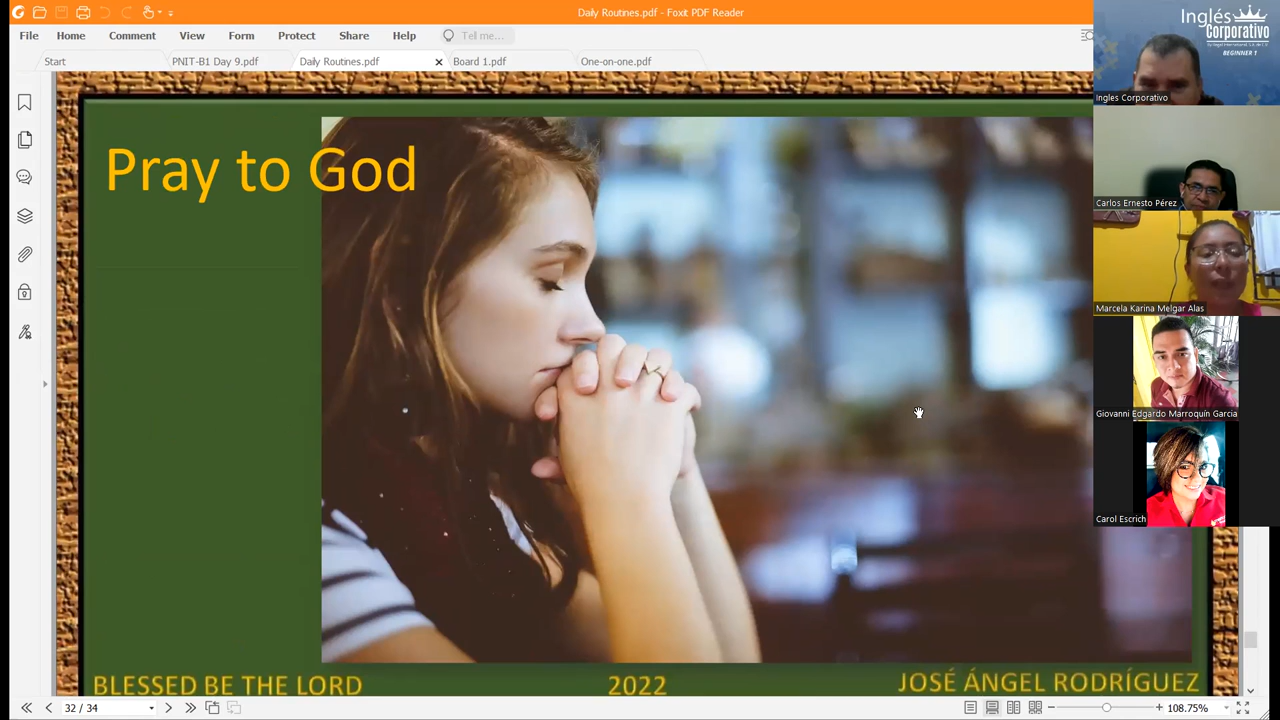 Daily Routines.pdf - Foxit PDF Reader
File Home Comment View Form Protect Share Help Tell me...
Start PNIT-B1 Day 9.pdf Daily Routines.pdf Board 1.pdf One-on-one.pdf
Pray to God
BLESSED BE THE LORD 2022 JOSÉ ÁNGEL RODRÍGUEZ
32 / 34
108.75%
Inglés
Corporativo
BEGINNER 1
Ingles Corporativo
Carlos Ernesto Pérez
Marcela Karina Melgar Alas
Giovanni Edgardo Marroquín Garcia
Carol Escrich